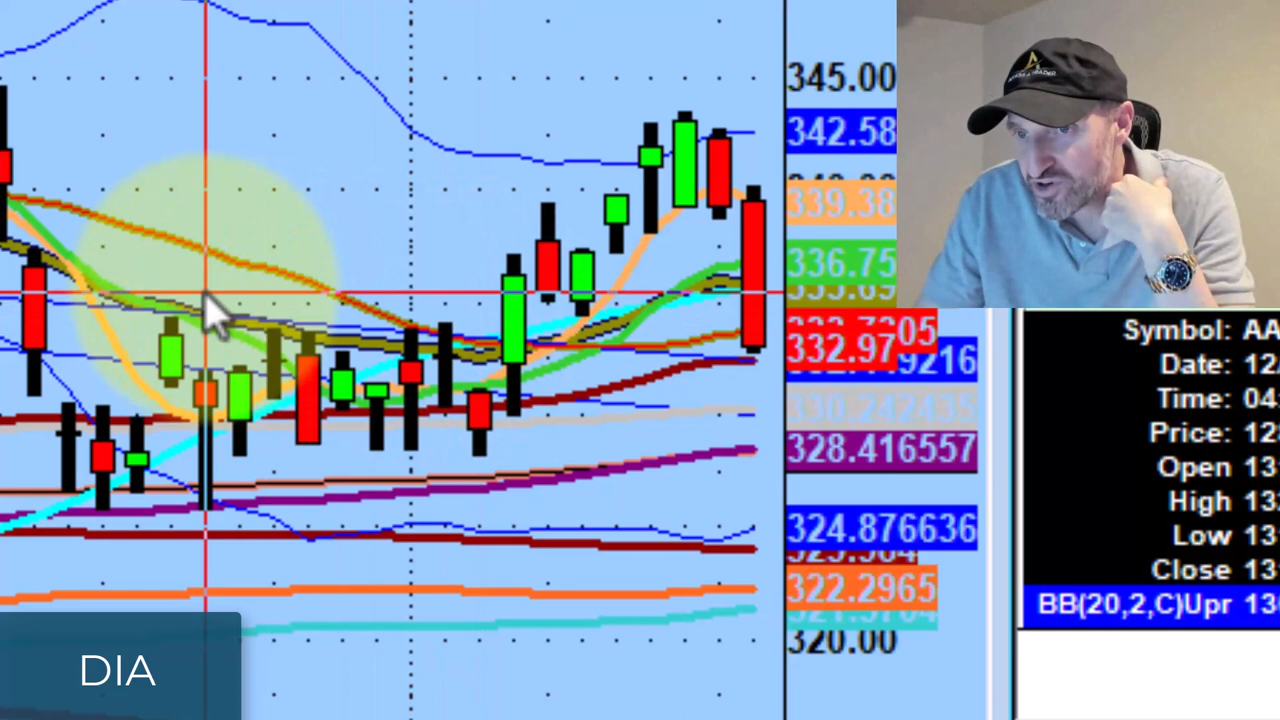 345.00
342.58
339.38
336.75
332.97
328.416557
324.876636
322.2965
320.00
Symbol: AA
Date: 12
Time: 04
Price:
Open 13
High 13
Low 13
Close 13
BB(20,2,C)Upr 13
DIA